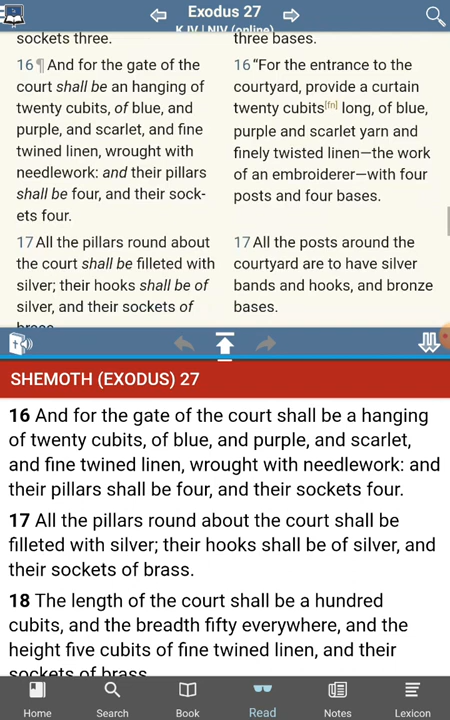 Exodus 27
KJV | NIV (online)
sockets three.
16 ¶ And for the gate of the
court shall be an hanging of
twenty cubits, of blue, and
purple, and scarlet, and fine
twined linen, wrought with
needlework: and their pillars
shall be four, and their sock-
ets four.
17 All the pillars round about
the court shall be filleted with
silver; their hooks shall be of
silver, and their sockets of
brass.
three bases.
16 “For the entrance to the
courtyard, provide a curtain
twenty cubits[fn] long, of blue,
purple and scarlet yarn and
finely twisted linen—the work
of an embroiderer—with four
posts and four bases.
17 All the posts around the
courtyard are to have silver
bands and hooks, and bronze
bases.
SHEMOTH (EXODUS) 27
16 And for the gate of the court shall be a hanging
of twenty cubits, of blue, and purple, and scarlet,
and fine twined linen, wrought with needlework: and
their pillars shall be four, and their sockets four.
17 All the pillars round about the court shall be
filleted with silver; their hooks shall be of silver, and
their sockets of brass.
18 The length of the court shall be a hundred
cubits, and the breadth fifty everywhere, and the
height five cubits of fine twined linen, and their
sockets of brass
Home
Search
Book
Read
Notes
Lexicon